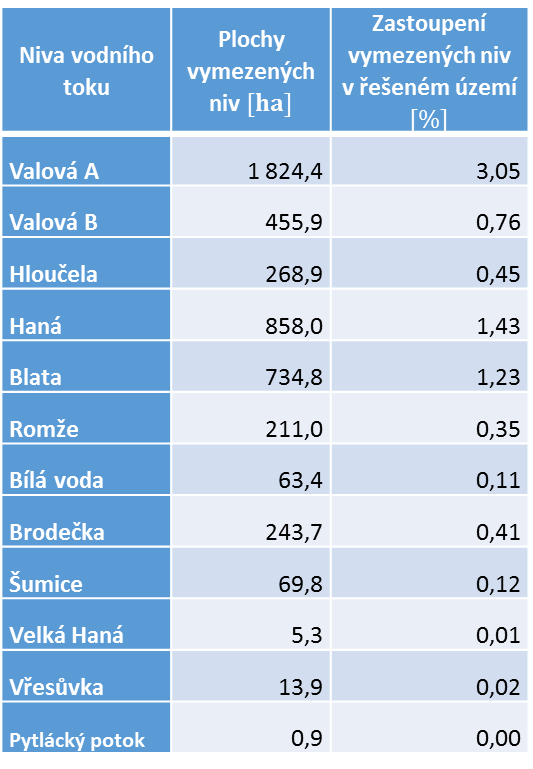 Niva vodního
toku
Plochy
vymezených
niv [ha]
Zastoupení
vymezených niv
v řešeném území
[%]
Valová A 1 824,4 3,05
Valová B 455,9 0,76
Hloučela 268,9 0,45
Haná 858,0 1,43
Blata 734,8 1,23
Romže 211,0 0,35
Bílá voda 63,4 0,11
Brodečka 243,7 0,41
Šumice 69,8 0,12
Velká Haná 5,3 0,01
Vřesůvka 13,9 0,02
Pytlácký potok 0,9 0,00